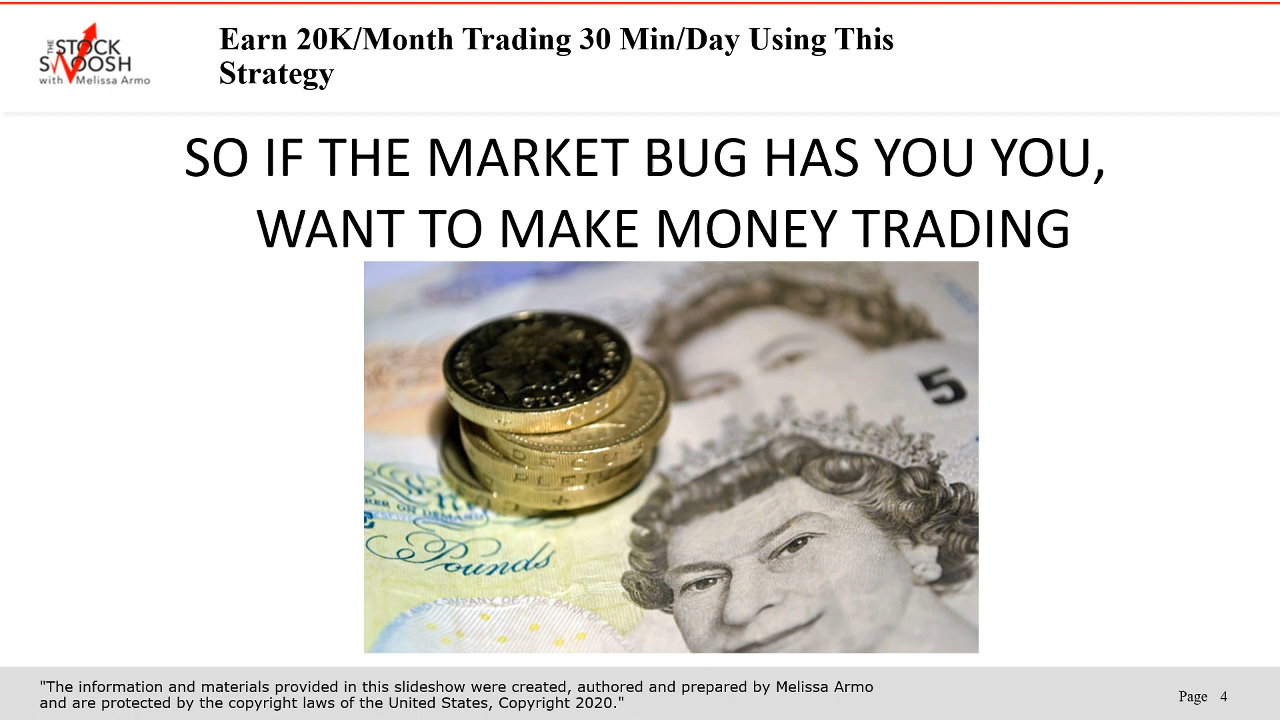 THE STOCK
SWOOSH
with Melissa Armo
Earn 20K/Month Trading 30 Min/Day Using This
Strategy
SO IF THE MARKET BUG HAS YOU YOU,
WANT TO MAKE MONEY TRADING
5
Pounds
"The information and materials provided in this slideshow were created, authored and prepared by Melissa Armo
and are protected by the copyright laws of the United States, Copyright 2020."
Page 4